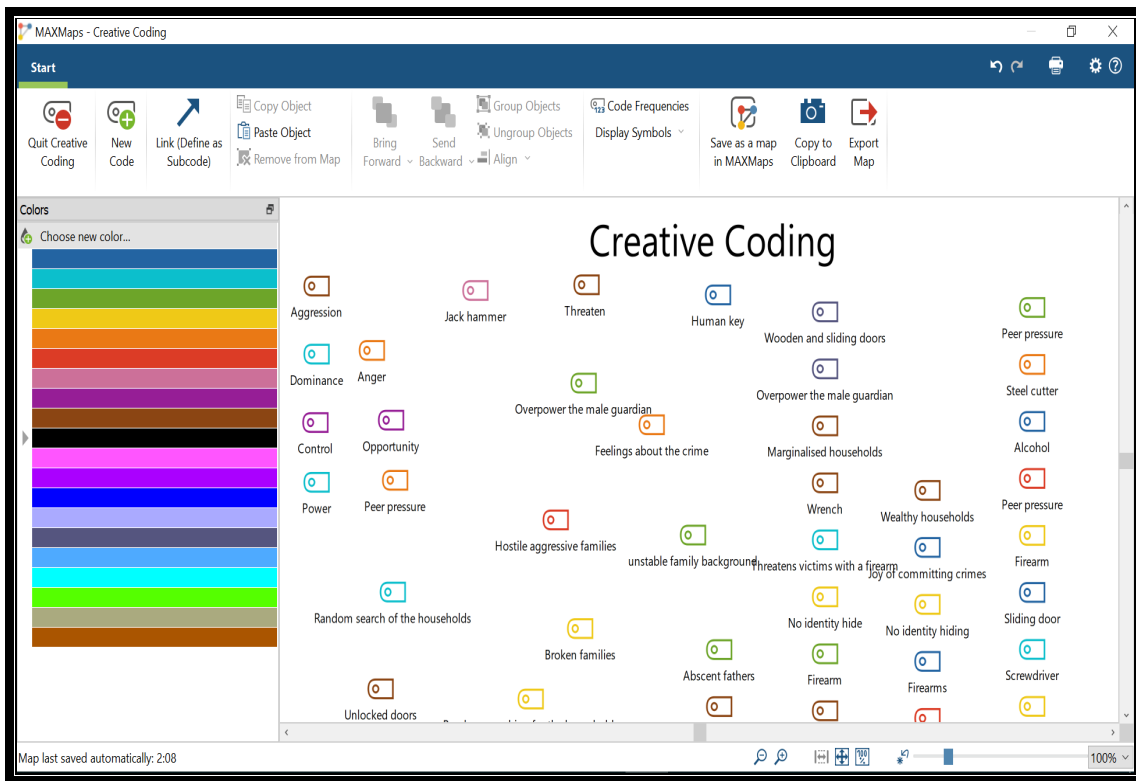 MAXMaps - Creative Coding
Start
Quit Creative
Coding
New
Code
Link (Define as
Subcode)
Copy Object
Paste Object
Remove from Map
Bring
Forward
Send
Backward
Group Objects
Ungroup Objects
Align
123
Code Frequencies
Display Symbols
Save as a map
in MAXMaps
Copy to
Clipboard
Export
Map
Colors
Choose new color...
Creative Coding
Aggression
Jack hammer
Threaten
Human key
Wooden and sliding doors
Peer pressure
Dominance
Anger
Overpower the male guardian
Overpower the male guardian
Steel cutter
Control
Opportunity
Feelings about the crime
Marginalised households
Alcohol
Power
Peer pressure
Wrench
Wealthy households
Peer pressure
Hostile aggressive families
unstable family background
Threatens victims with a firearm
Joy of committing crimes
Firearm
Random search of the households
No identity hide
No identity hiding
Sliding door
Broken families
Abscent fathers
Firearm
Firearms
Screwdriver
Unlocked doors
Map last saved automatically: 2:08
100%
100%